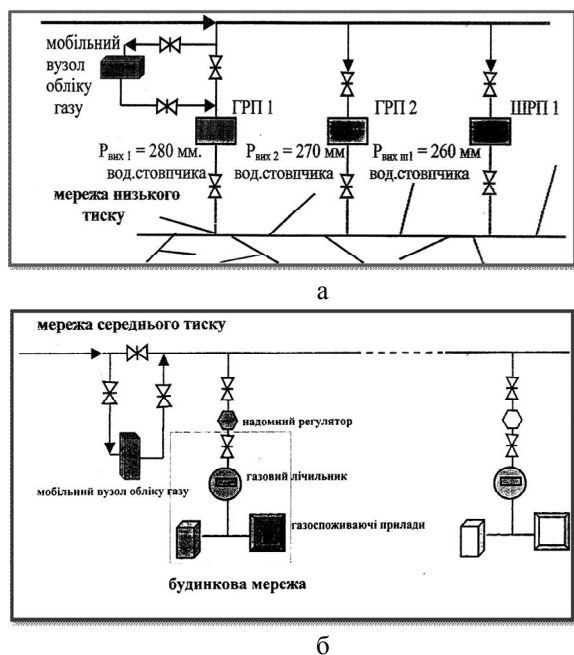 мобільний
вузол
обліку
газу
ГРП 1
ГРП 2
ШРП 1
Рвих 1 = 280 мм.
вод.стовпчика
Рвих 2 = 270 мм
вод.стовпчика
Рвих ш1 = 260 мм
вод.стовпчика
мережа низького
тиску
а
мережа середнього тиску
надомний регулятор
мобільний вузол обліку газу
газовий лічильник
газоспоживаючі прилади
будинкова мережа
б